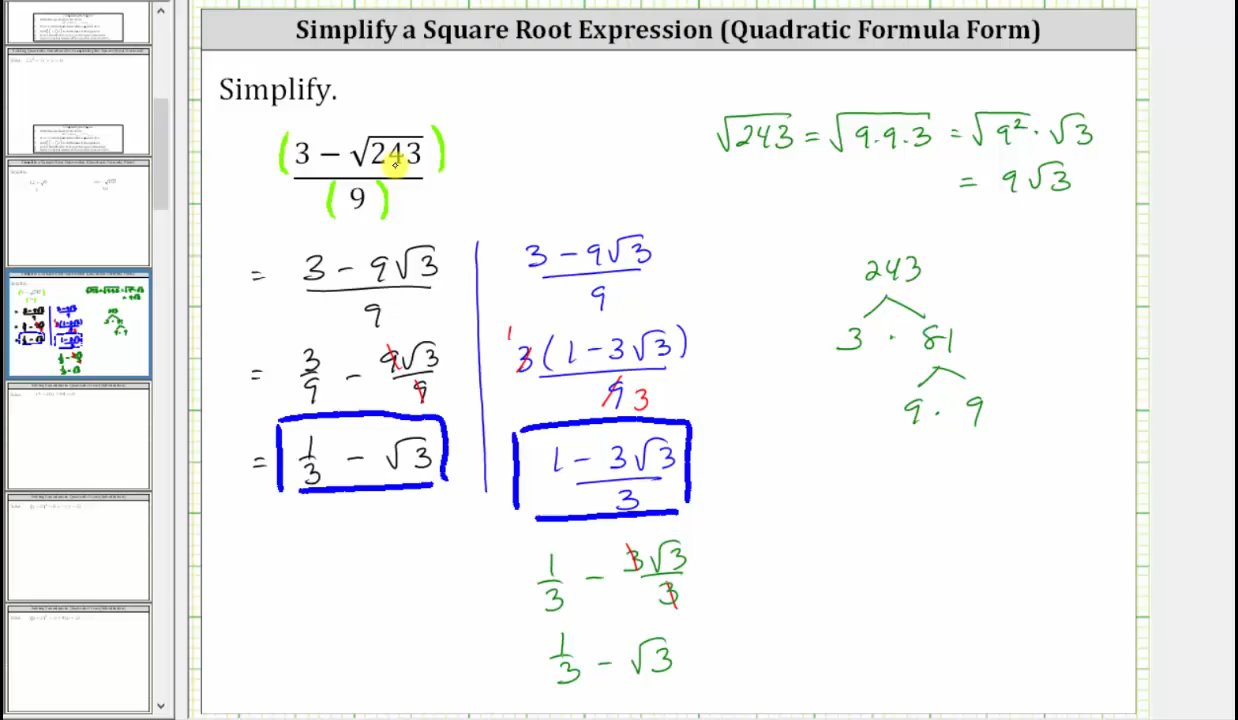 Simplify a Square Root Expression (Quadratic Formula Form)
Simplify.
(3 − √243)
(9)
= 3 − 9√3
9
= 3/9 − 9√3/9
= 1/3 − √3
3 − 9√3
9
1
3(1 − 3√3)
9 3
1 − 3√3
3
1/3 − 3√3/3
1/3 − √3
√243 = √9·9·3 = √9² · √3
= 9√3
243
3 · 81
9 · 9